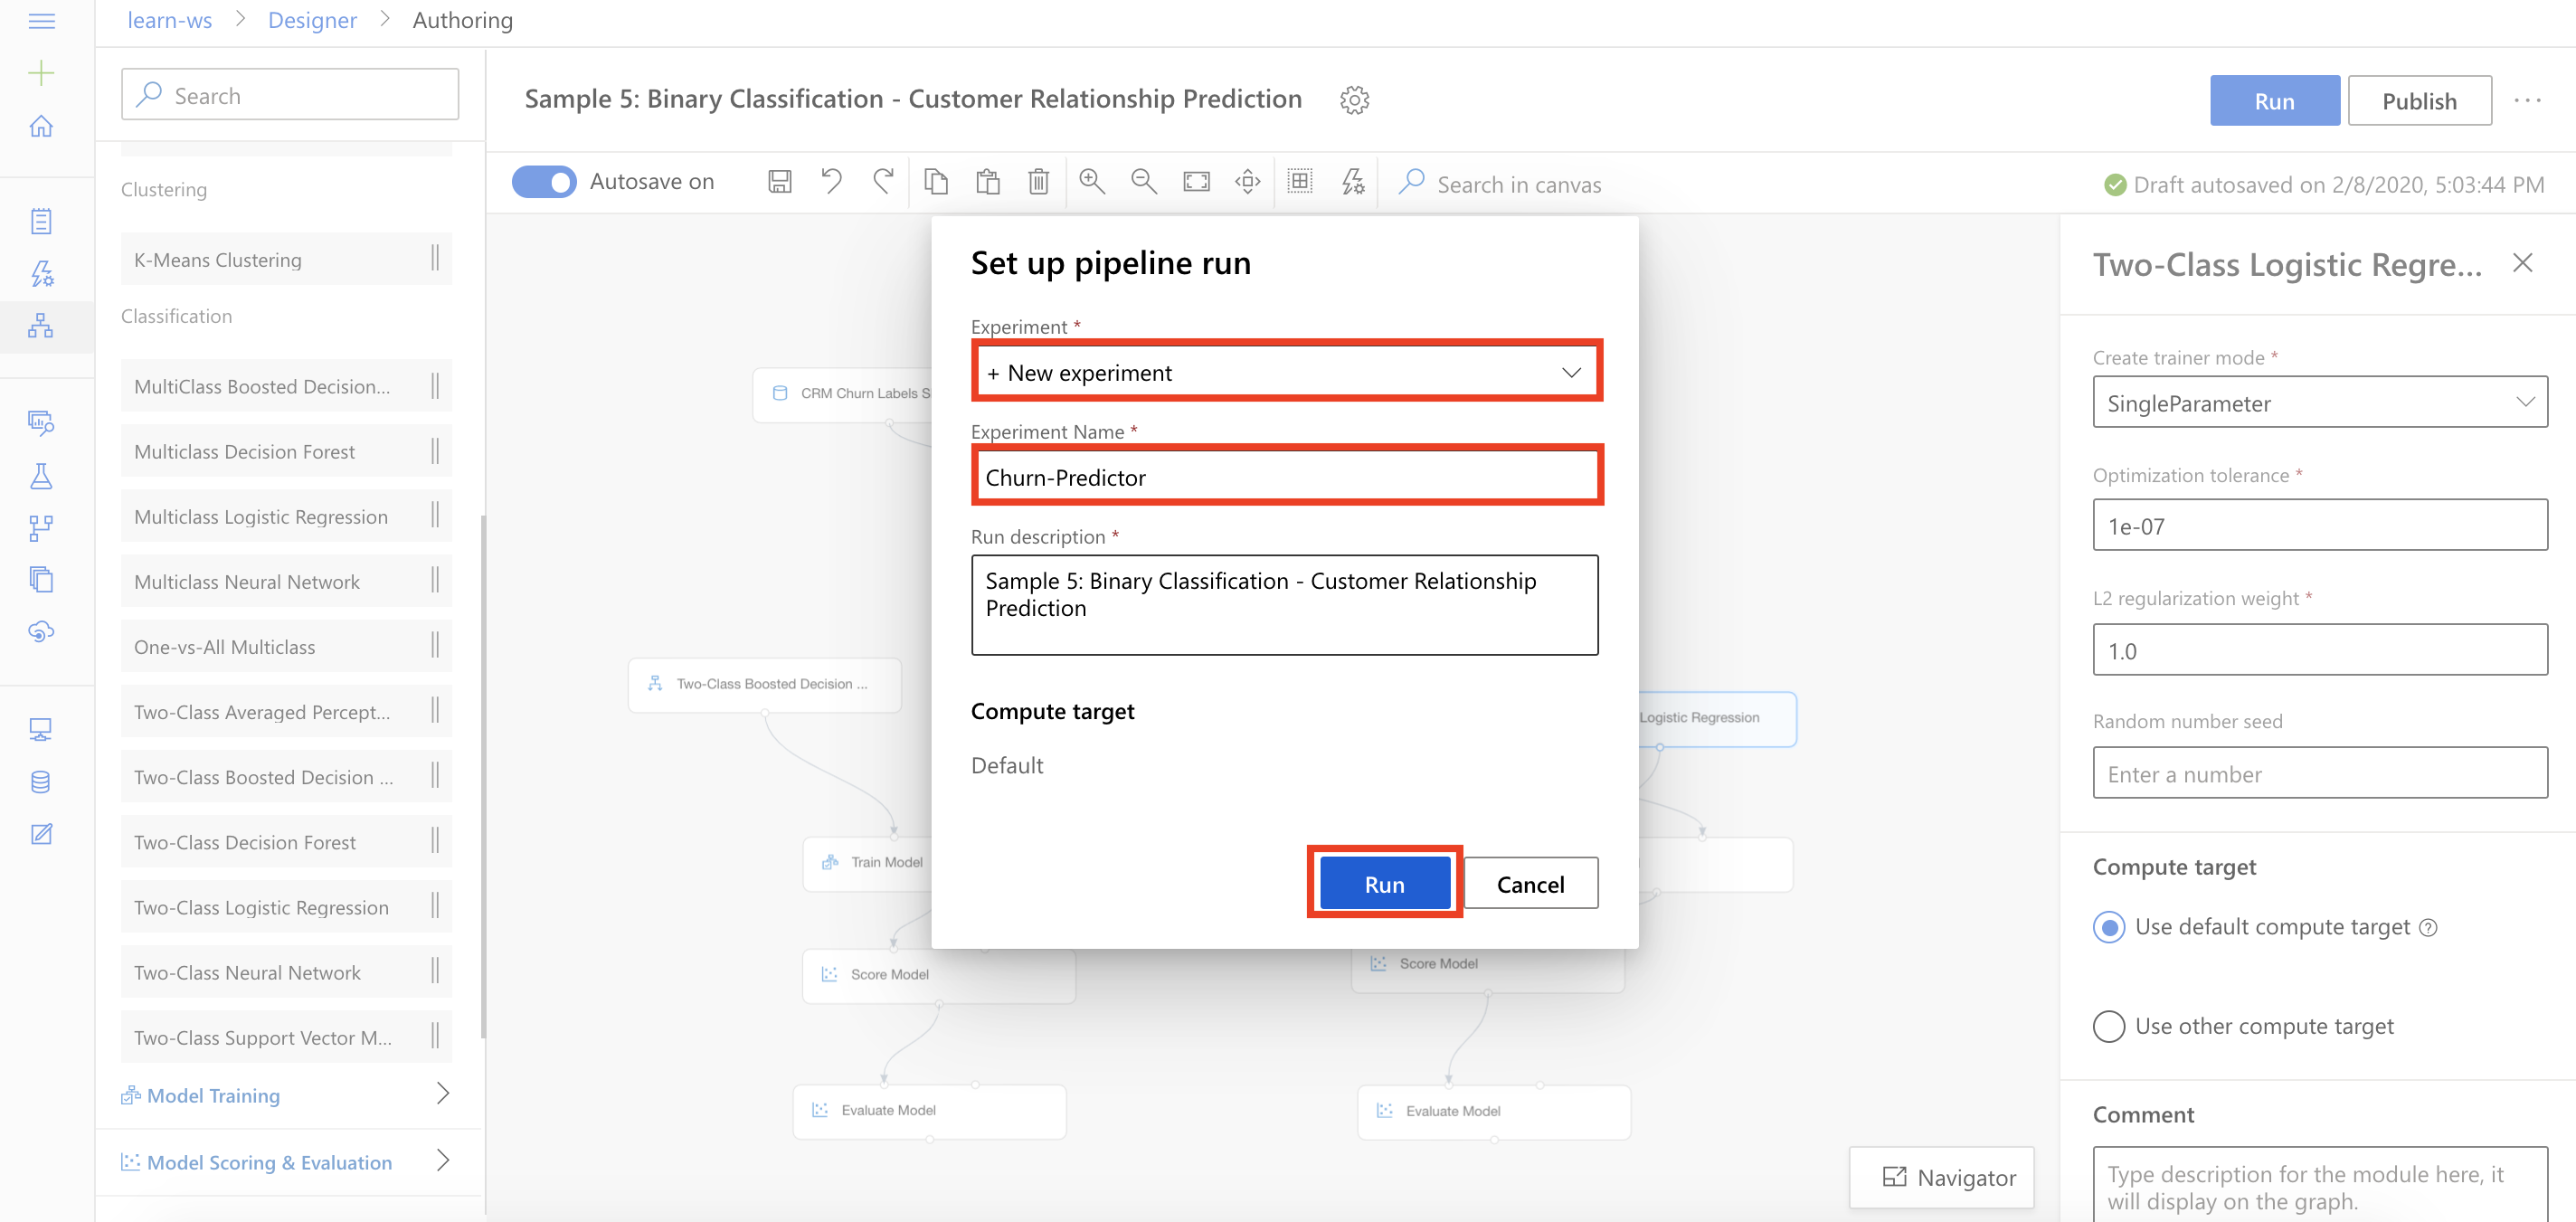 learn-ws > Designer > Authoring
Search
Clustering
K-Means Clustering
Classification
MultiClass Boosted Decision...
Multiclass Decision Forest
Multiclass Logistic Regression
Multiclass Neural Network
One-vs-All Multiclass
Two-Class Averaged Percept...
Two-Class Boosted Decision ...
Two-Class Decision Forest
Two-Class Logistic Regression
Two-Class Neural Network
Two-Class Support Vector M...
Model Training
Model Scoring & Evaluation
Sample 5: Binary Classification - Customer Relationship Prediction
Run
Publish
...
Autosave on
Search in canvas
Draft autosaved on 2/8/2020, 5:03:44 PM
CRM Churn Labels S
Two-Class Boosted Decision ...
Logistic Regression
Train Model
Score Model
Score Model
Evaluate Model
Evaluate Model
Navigator
Set up pipeline run
Experiment *
+ New experiment
Experiment Name *
Churn-Predictor
Run description *
Sample 5: Binary Classification - Customer Relationship
Prediction
Compute target
Default
Run
Cancel
Two-Class Logistic Regre...
Create trainer mode *
SingleParameter
Optimization tolerance *
1e-07
L2 regularization weight *
1.0
Random number seed
Enter a number
Compute target
Use default compute target ?
Use other compute target
Comment
Type description for the module here, it
will display on the graph.